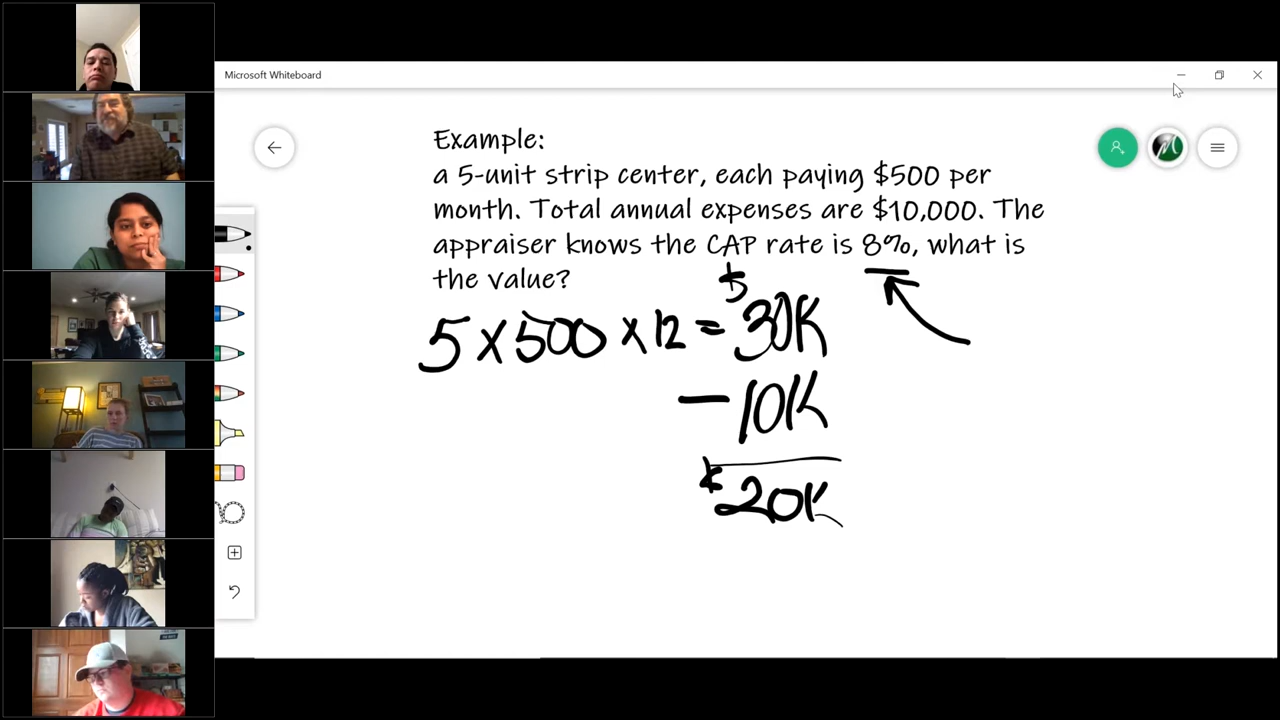 Microsoft Whiteboard
Example:
a 5-unit strip center, each paying $500 per
month. Total annual expenses are $10,000. The
appraiser knows the CAP rate is 8%, what is
the value?
5 x 500 x 12 = $30K
- 10K
$20K